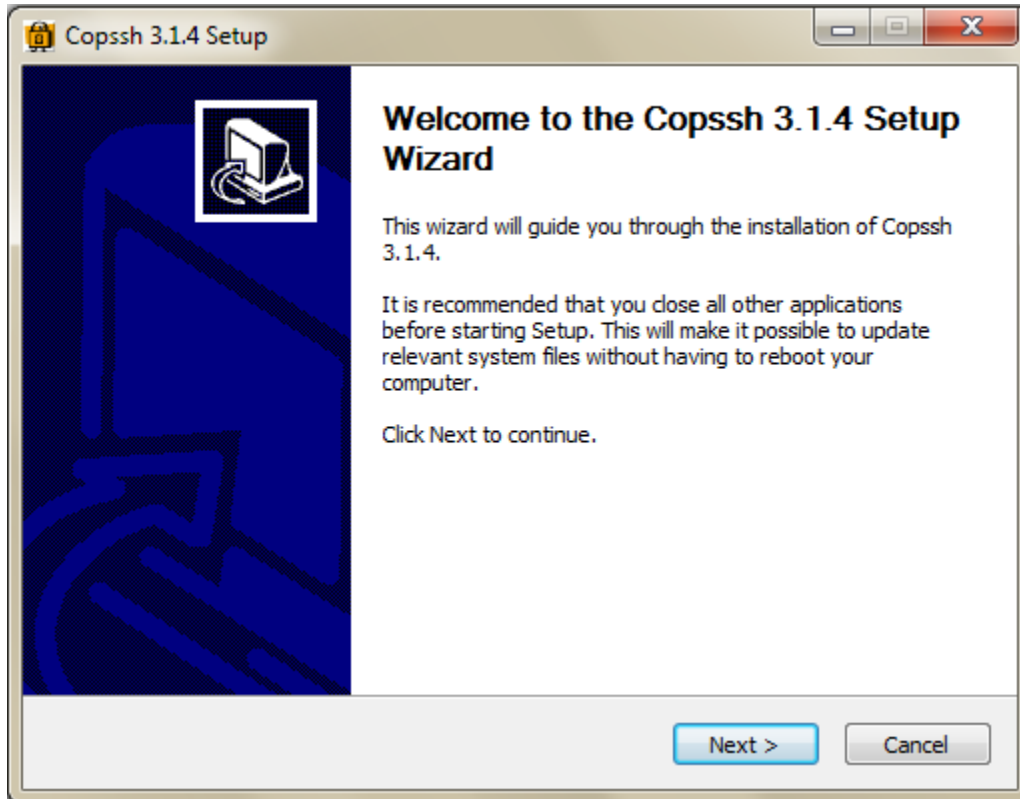 Copssh 3.1.4 Setup
Welcome to the Copssh 3.1.4 Setup
Wizard
This wizard will guide you through the installation of Copssh
3.1.4.
It is recommended that you close all other applications
before starting Setup. This will make it possible to update
relevant system files without having to reboot your
computer.
Click Next to continue.
Next >
Cancel